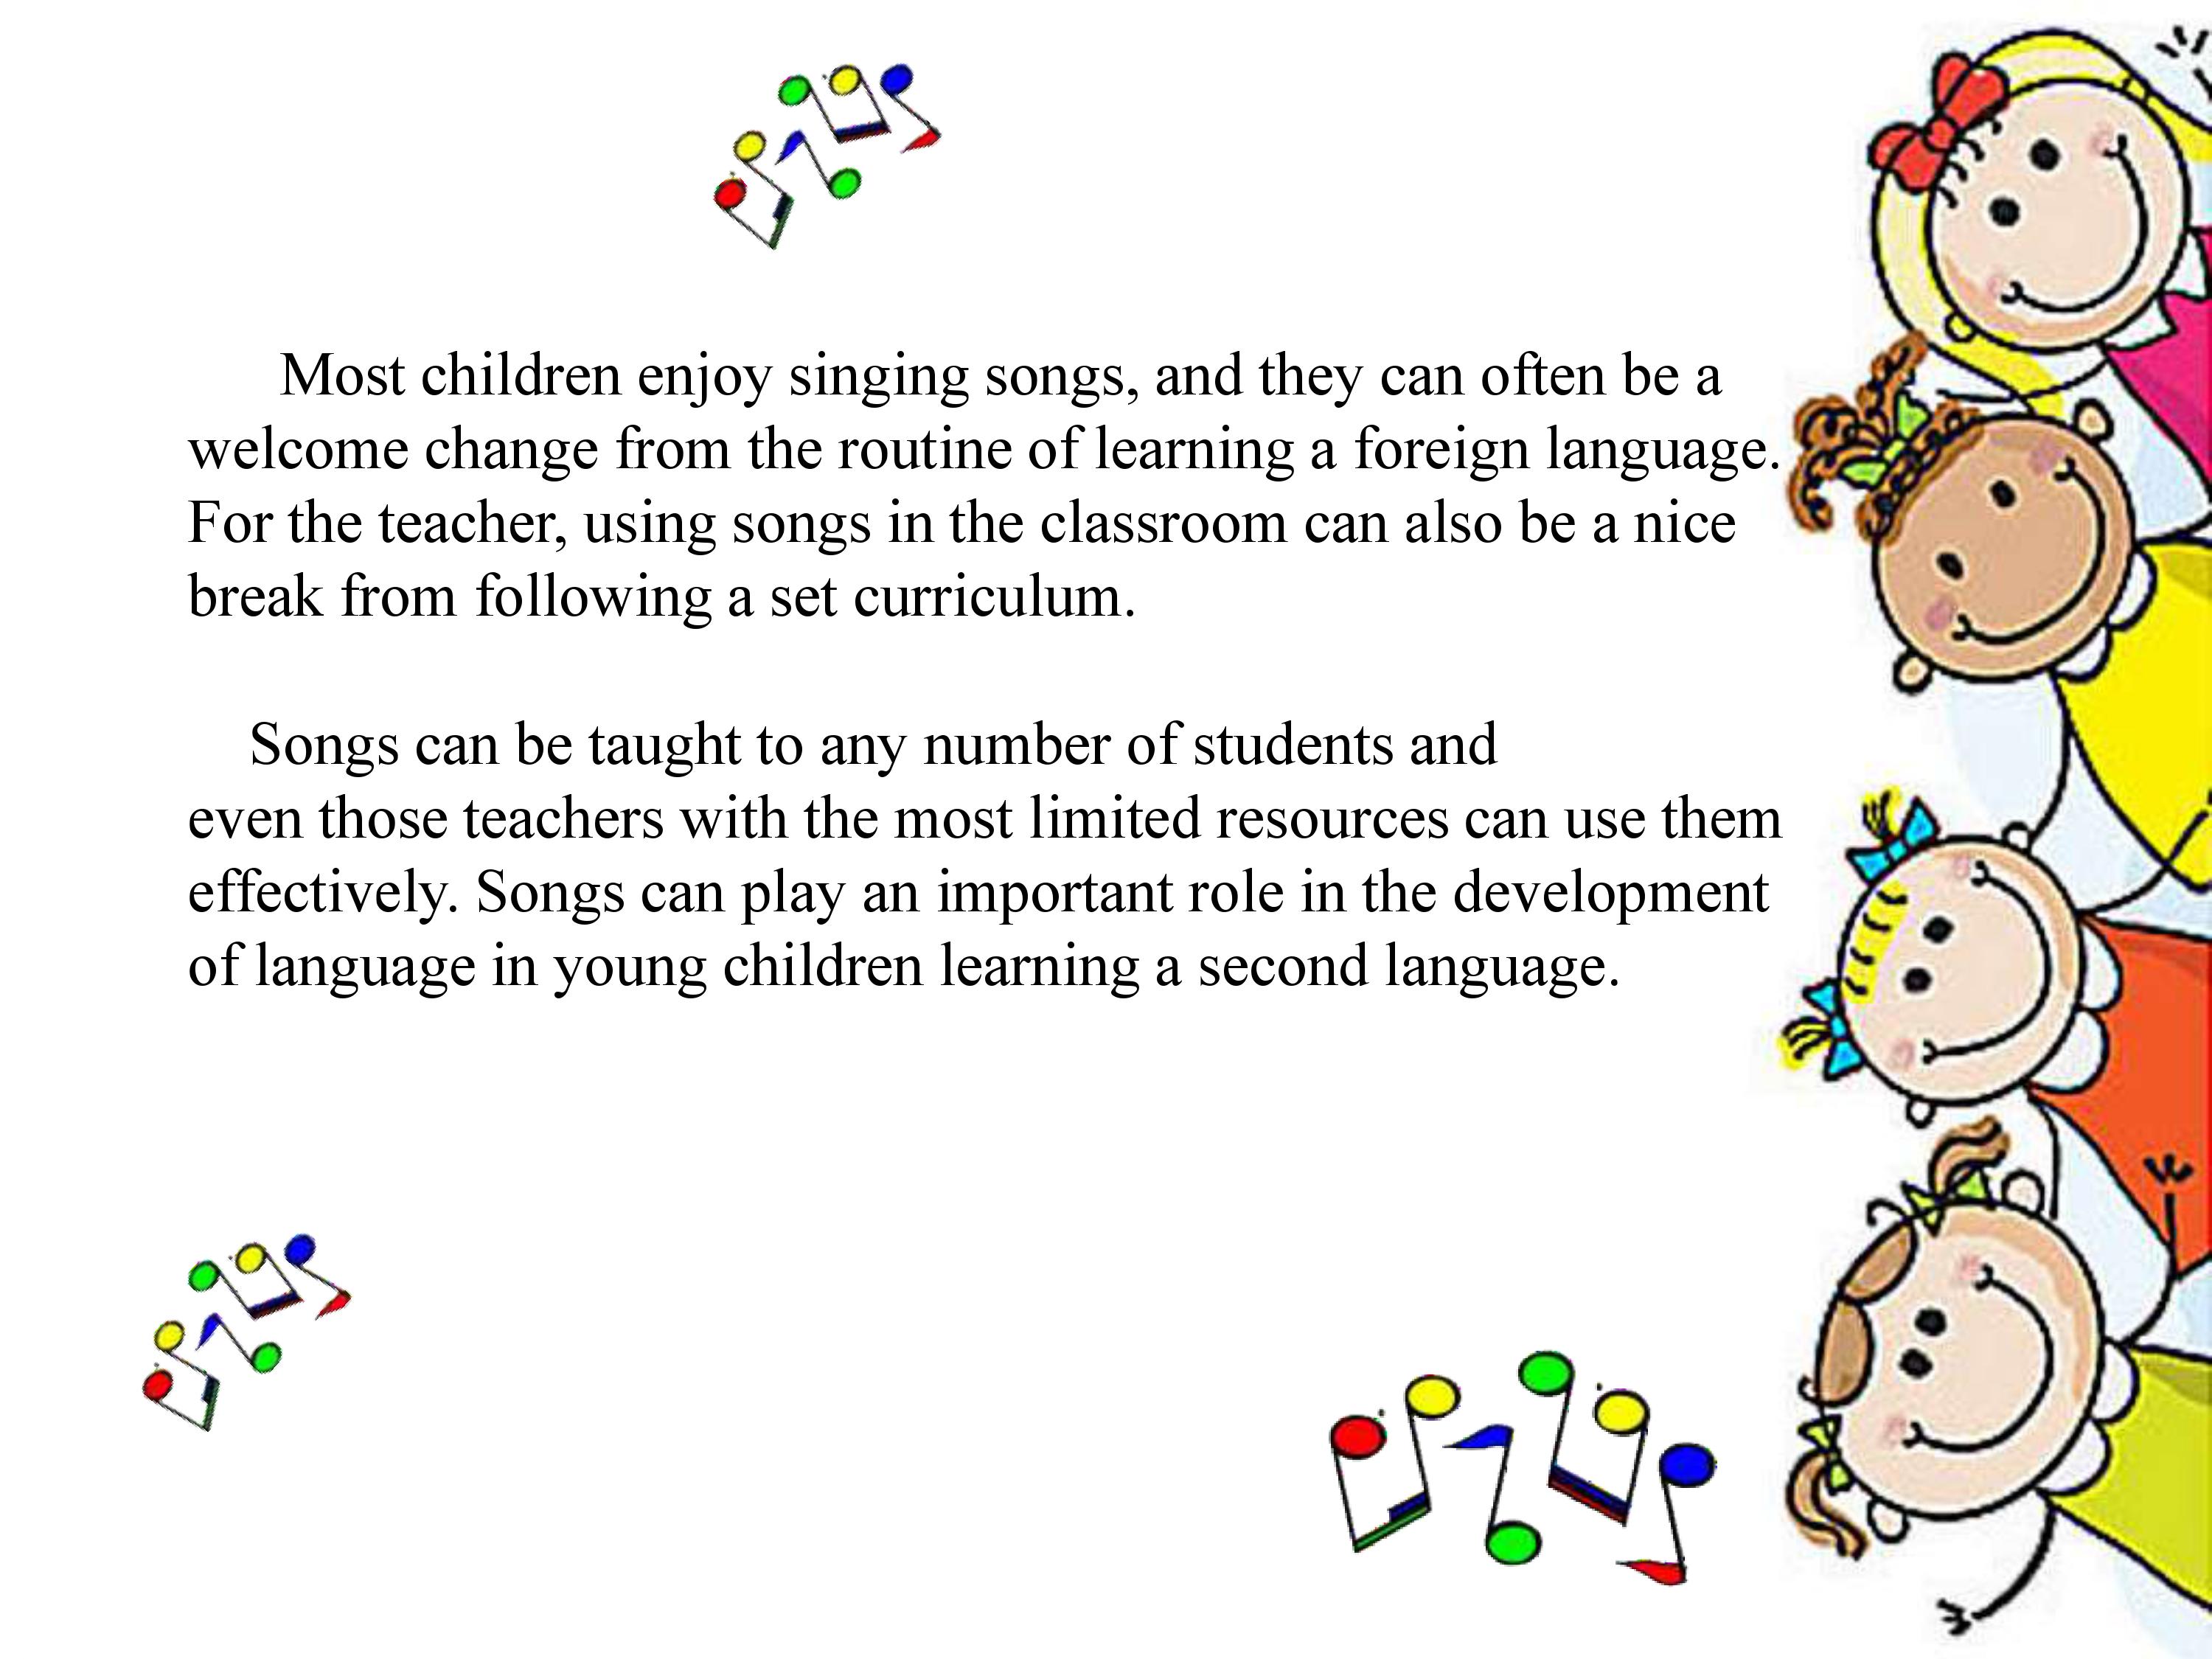 Most children enjoy singing songs, and they can often be a
welcome change from the routine of learning a foreign language.
For the teacher, using songs in the classroom can also be a nice
break from following a set curriculum.
Songs can be taught to any number of students and
even those teachers with the most limited resources can use them
effectively. Songs can play an important role in the development
of language in young children learning a second language.